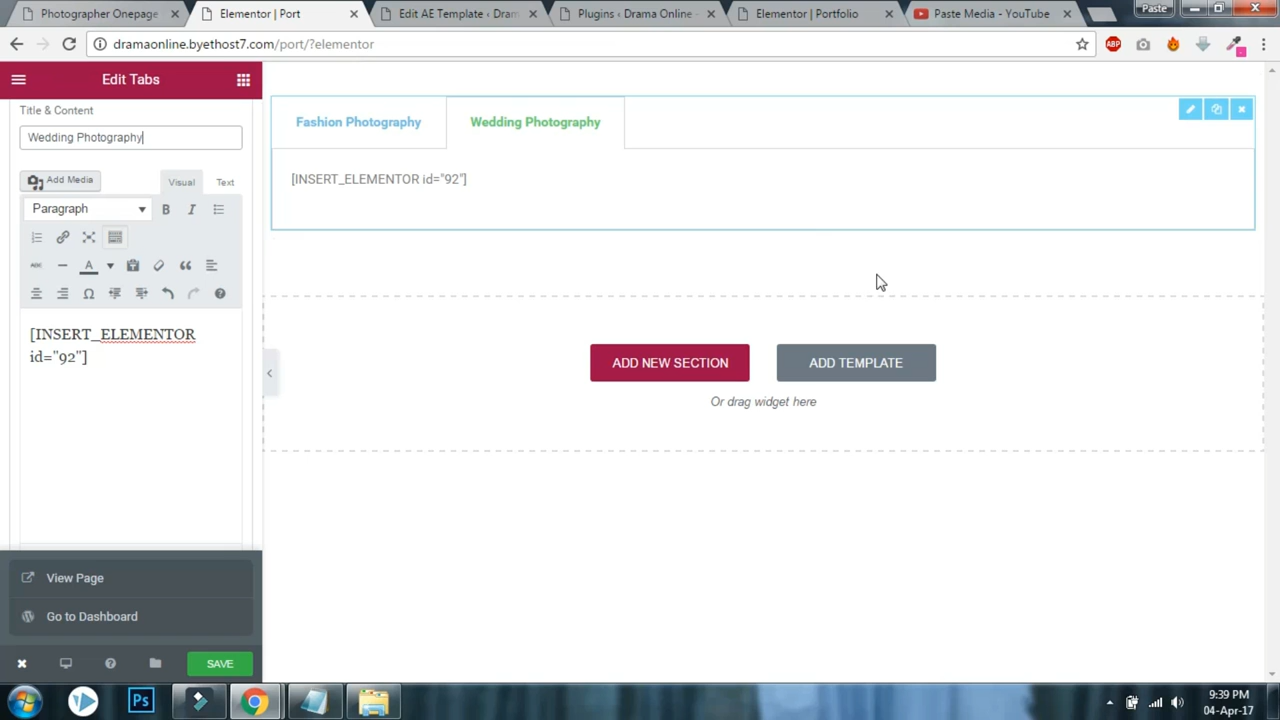 Photographer Onepage
Elementor | Port
Edit AE Template ‹ Dram
Plugins ‹ Drama Online -
Elementor | Portfolio
Paste Media - YouTube
Paste
dramaonline.byethost7.com/port/?elementor
ABP
Edit Tabs
Title & Content
Wedding Photography
Add Media
Visual
Text
Paragraph
B
I
ABC
A
[INSERT_ELEMENTOR
id="92"]
View Page
Go to Dashboard
SAVE
Fashion Photography
Wedding Photography
[INSERT_ELEMENTOR id="92"]
ADD NEW SECTION
ADD TEMPLATE
Or drag widget here
Ps
9:39 PM
04-Apr-17